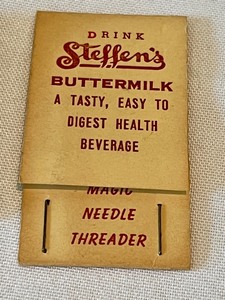 DRINK
Steffen's
BUTTERMILK
A TASTY, EASY TO
DIGEST HEALTH
BEVERAGE
MAGIC
NEEDLE
THREADER